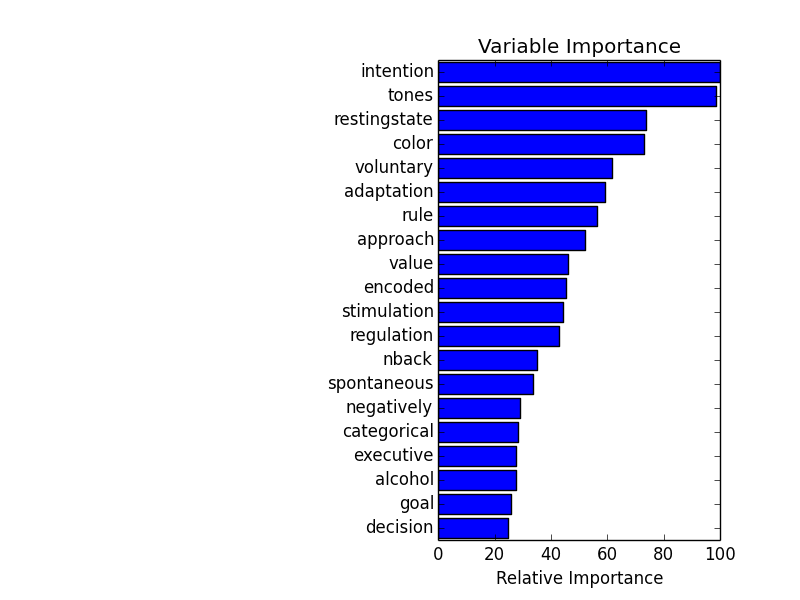 Variable Importance
intention
tones
restingstate
color
voluntary
adaptation
rule
approach
value
encoded
stimulation
regulation
nback
spontaneous
negatively
categorical
executive
alcohol
goal
decision
0 20 40 60 80 100
Relative Importance